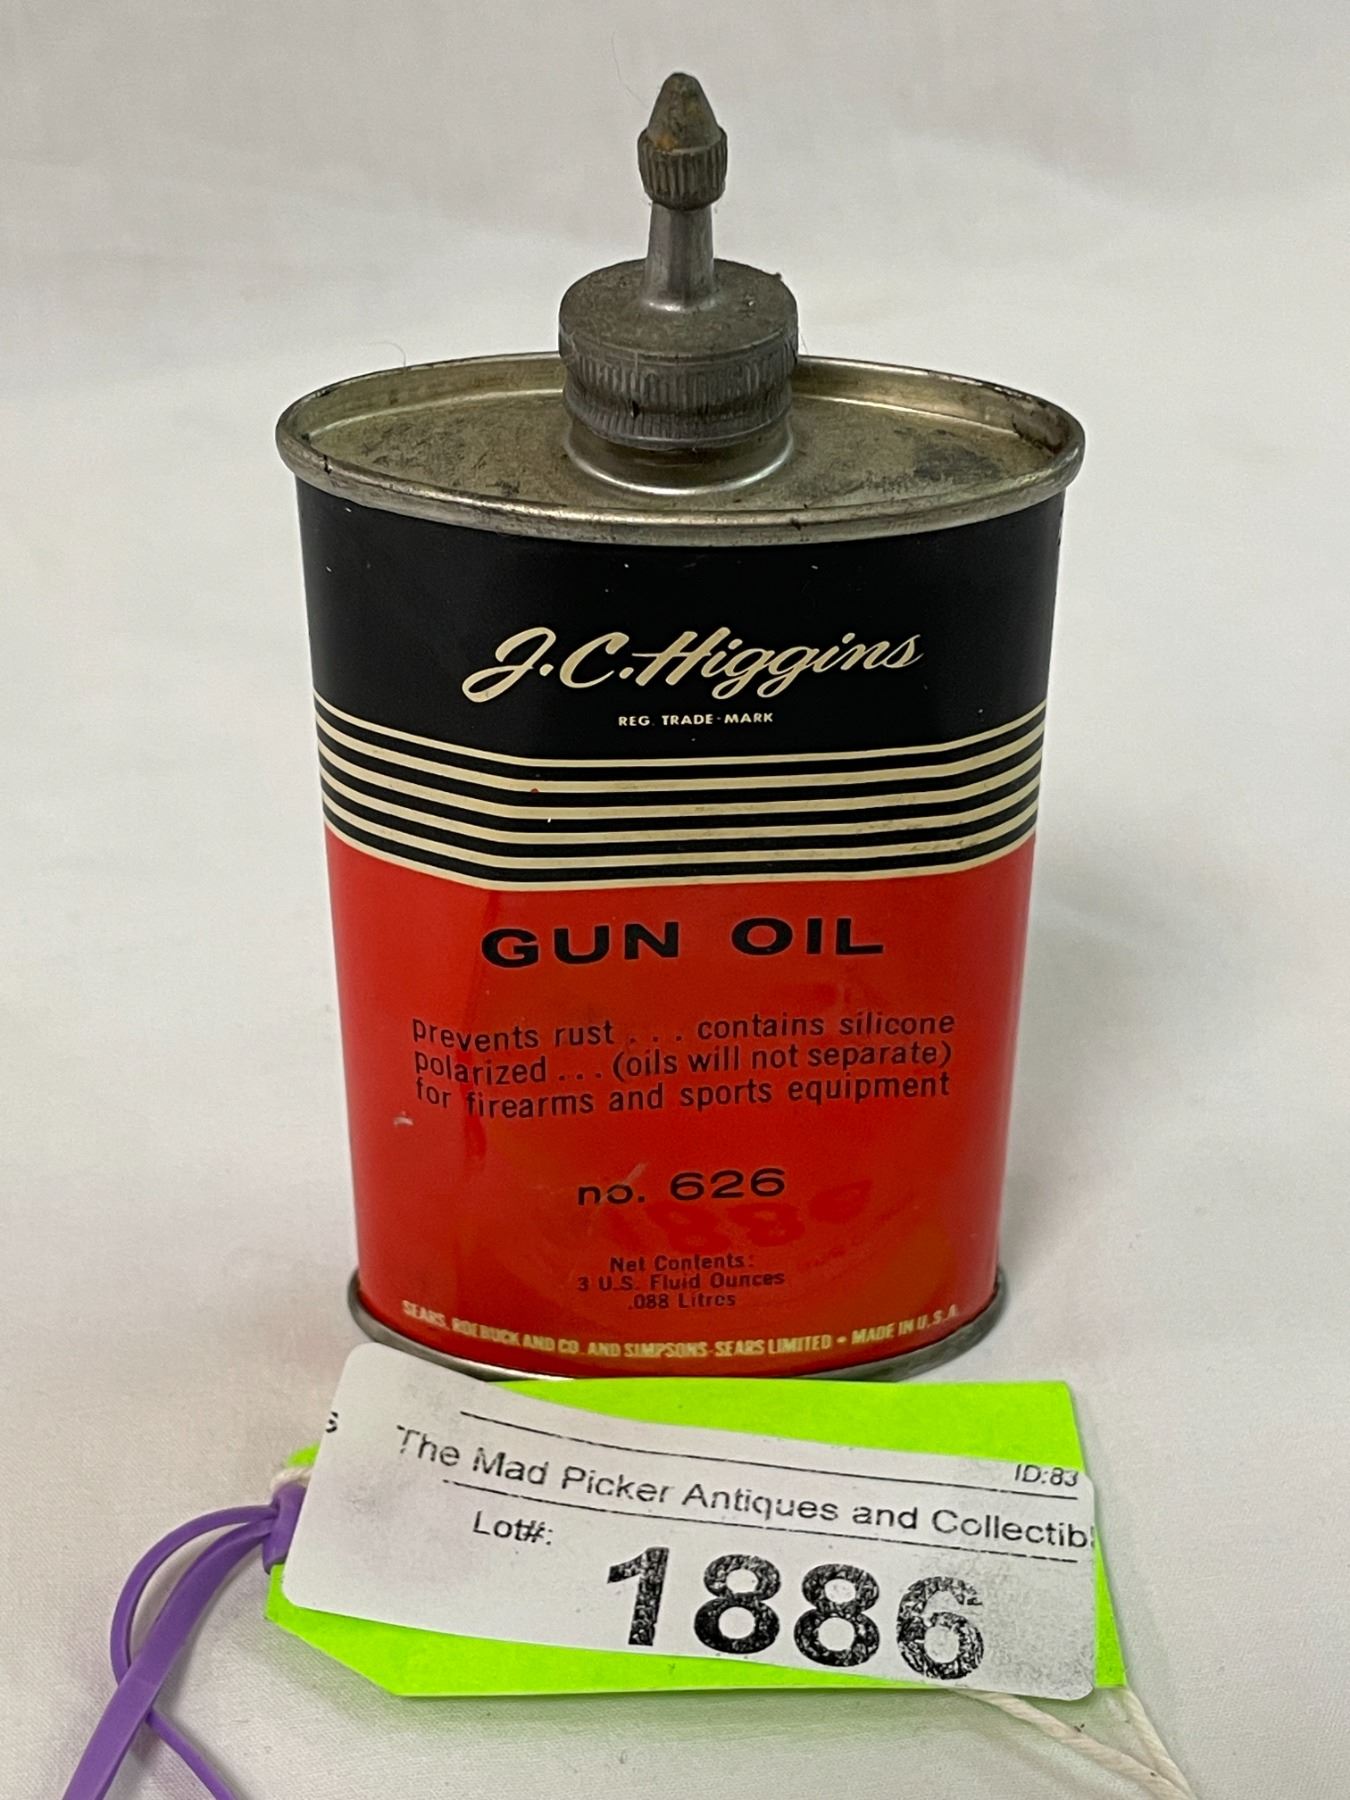 J.C. Higgins
REG. TRADE-MARK
GUN OIL
prevents rust . . . contains silicone
polarized . . . (oils will not separate)
for firearms and sports equipment
no. 626
Net Contents:
3 U.S. Fluid Ounces
.088 Litres
SEARS, ROEBUCK AND CO. AND SIMPSONS-SEARS LIMITED • MADE IN U.S.A.
ID:83
The Mad Picker Antiques and
Lot#:
1886